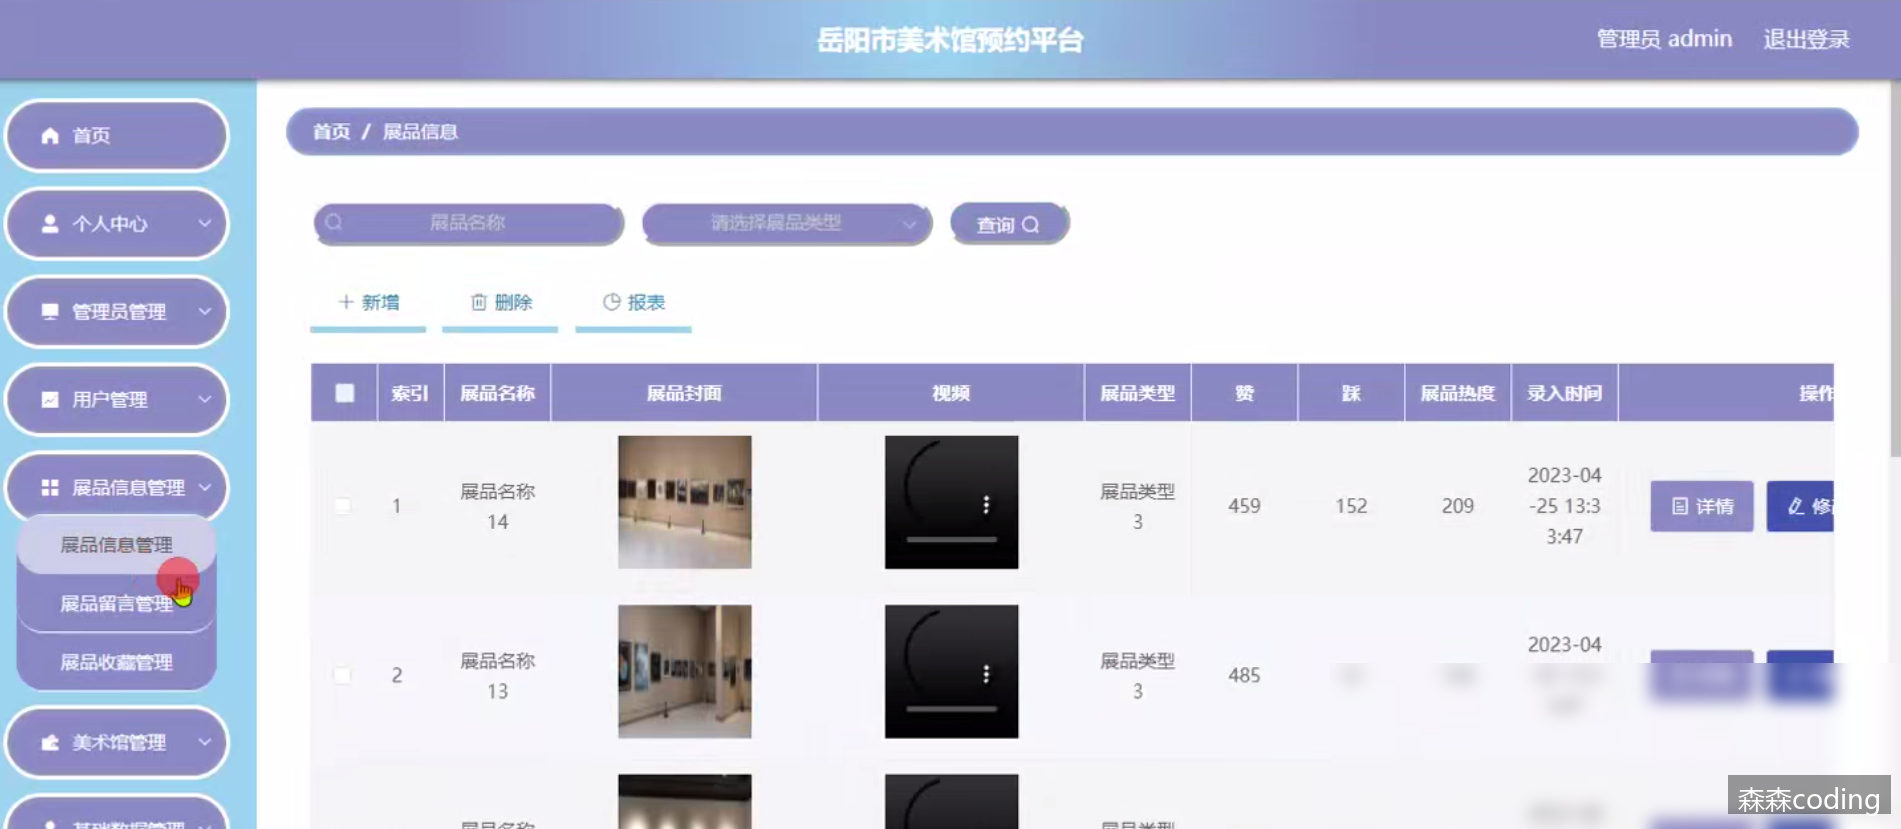 岳阳市美术馆预约平台
管理员 admin
退出登录
首页
个人中心
管理员管理
用户管理
展品信息管理
展品信息管理
展品留言管理
展品收藏管理
美术馆管理
基础数据管理
首页 / 展品信息
展品名称
请选择展品类型
查询
新增
删除
报表
索引 展品名称 展品封面 视频 展品类型 赞 踩 展品热度 录入时间 操作
1 展品名称14 展品类型3 459 152 209 2023-04-25 13:33:47 详情
2 展品名称13 展品类型3 485 2023-04
展品名称
展品类型
森森coding